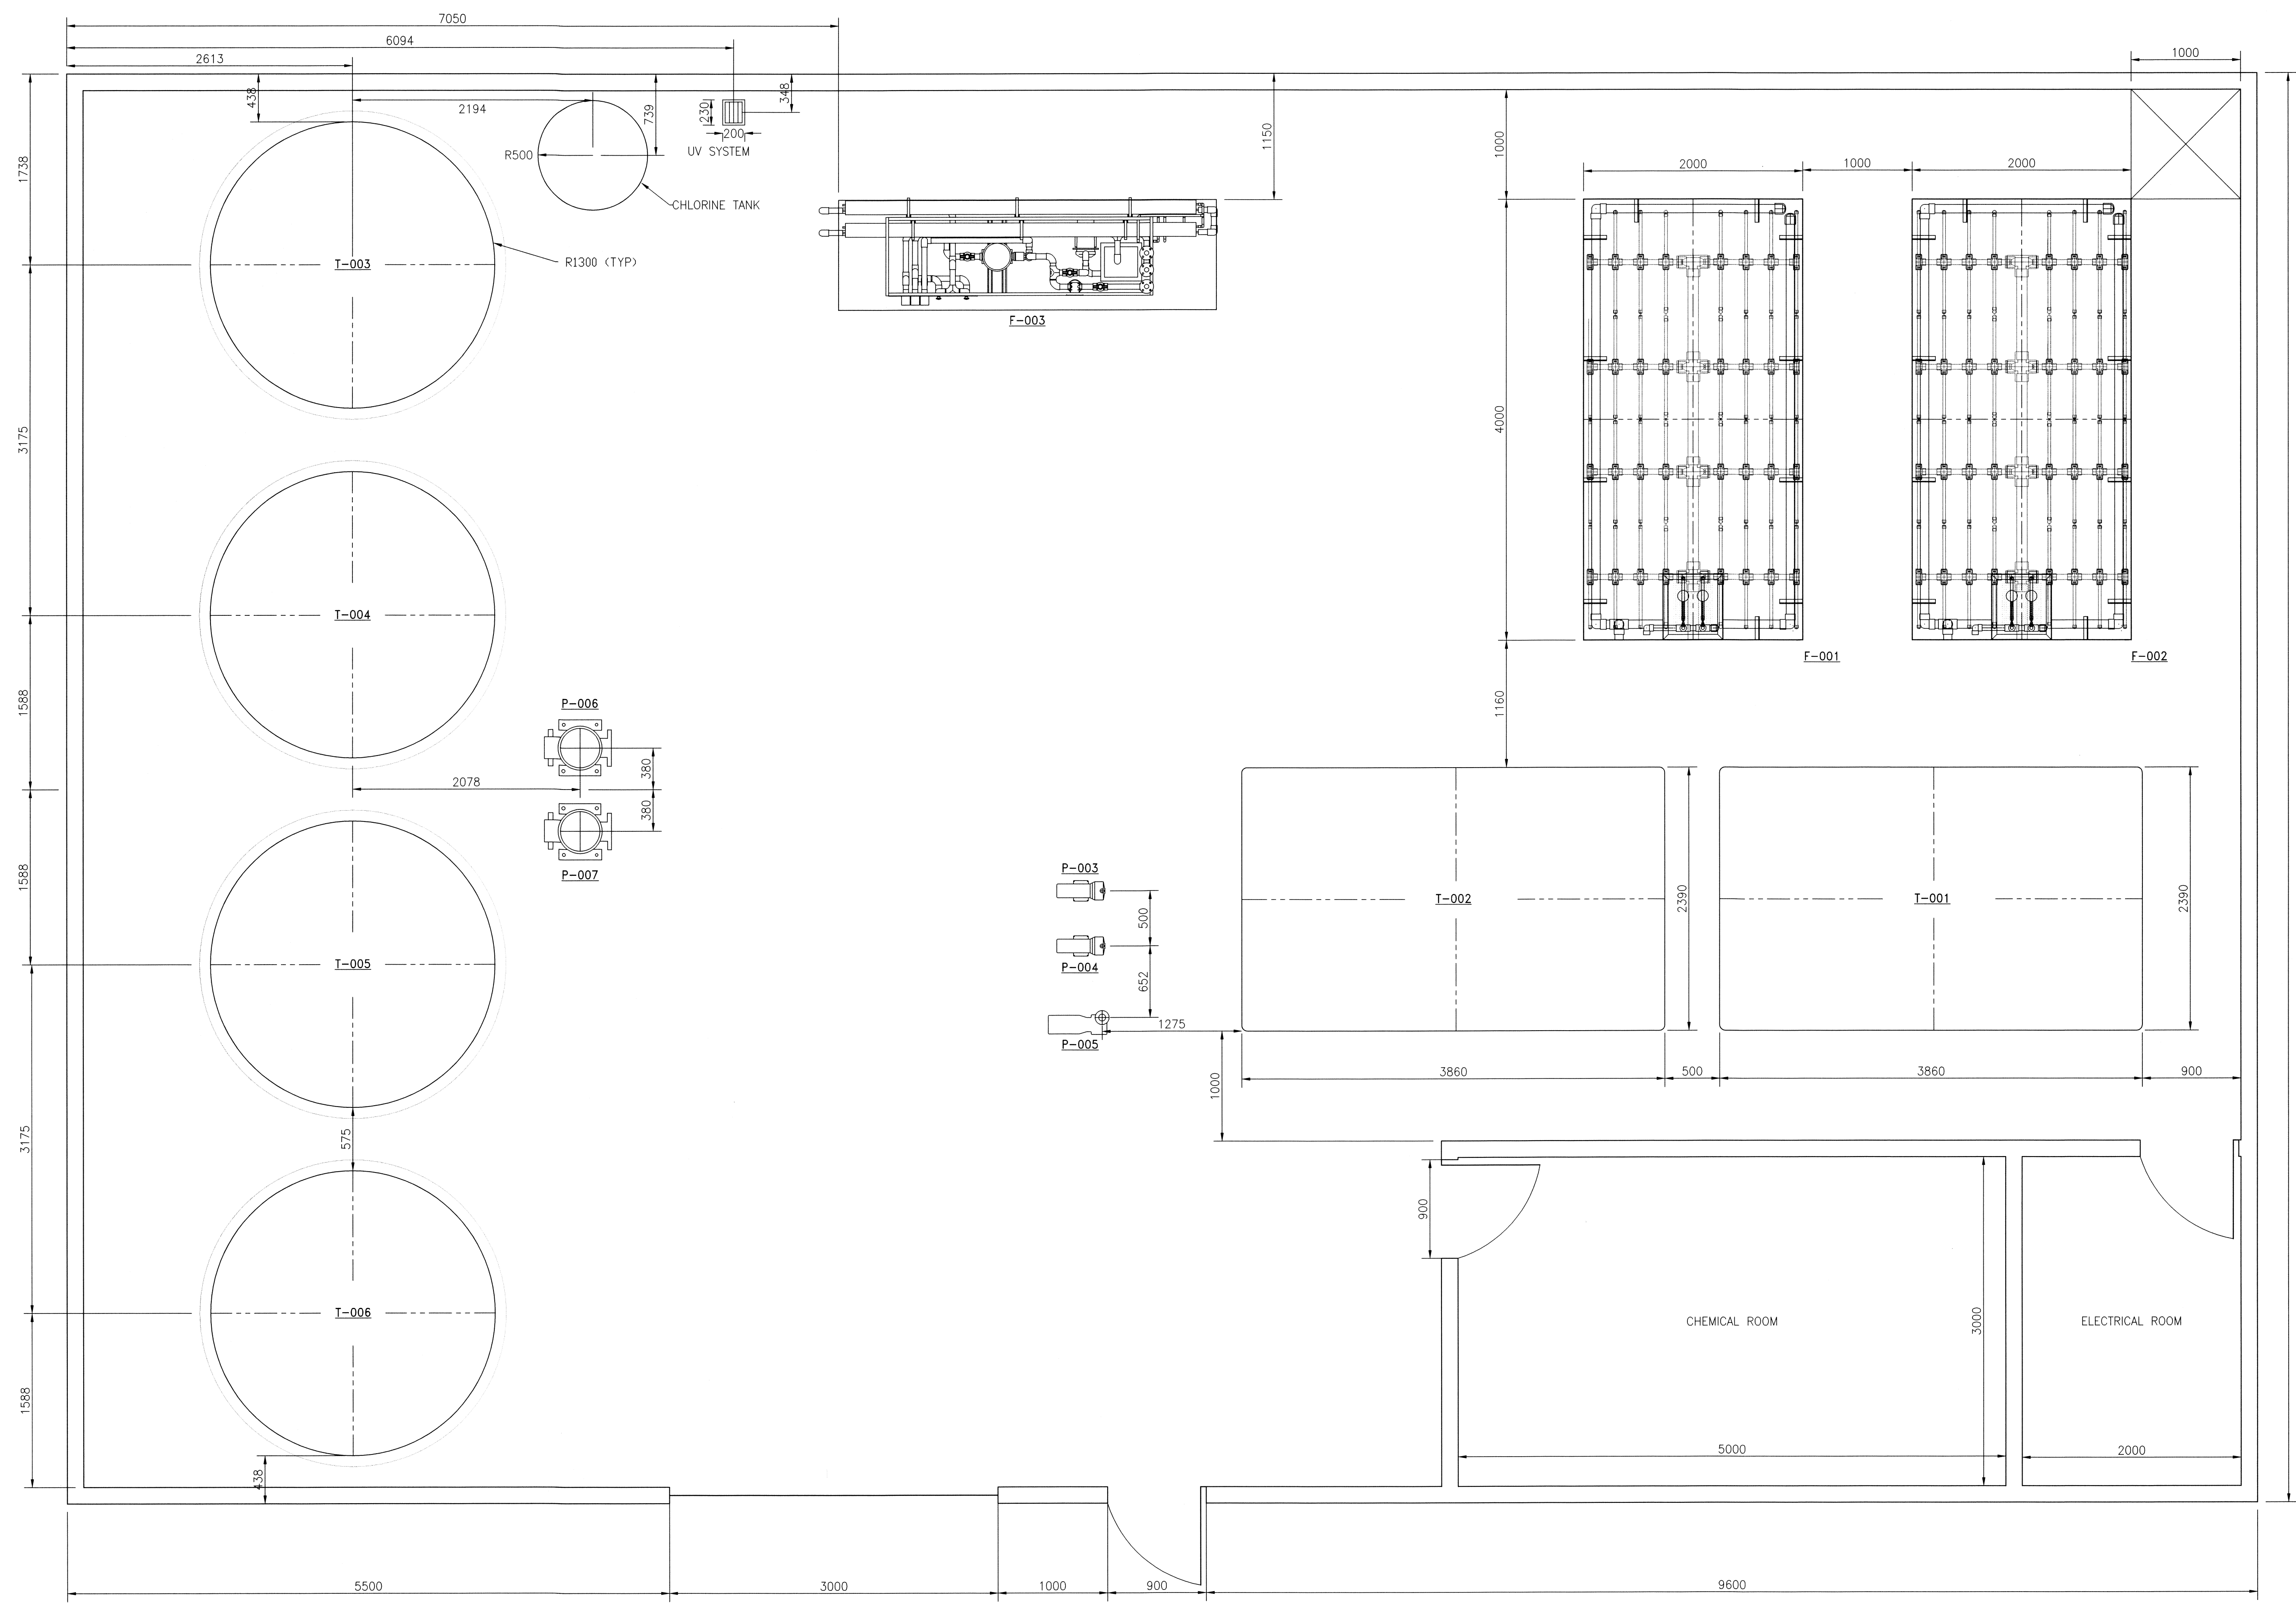 7050
6094
2613
1000
438
2194
739
230
200
348
UV SYSTEM
R500
CHLORINE TANK
1150
1000
2000
1000
2000
1738
T-003
R1300 (TYP)
F-003
3175
4000
T-004
F-001
F-002
1588
P-006
380
2078
380
P-007
1160
1588
P-003
500
P-004
652
P-005
1275
T-002
2390
T-001
2390
T-005
3860
500
3860
900
1000
575
3175
900
T-006
CHEMICAL ROOM
3000
ELECTRICAL ROOM
1588
438
5000
2000
5500
3000
1000
900
9600